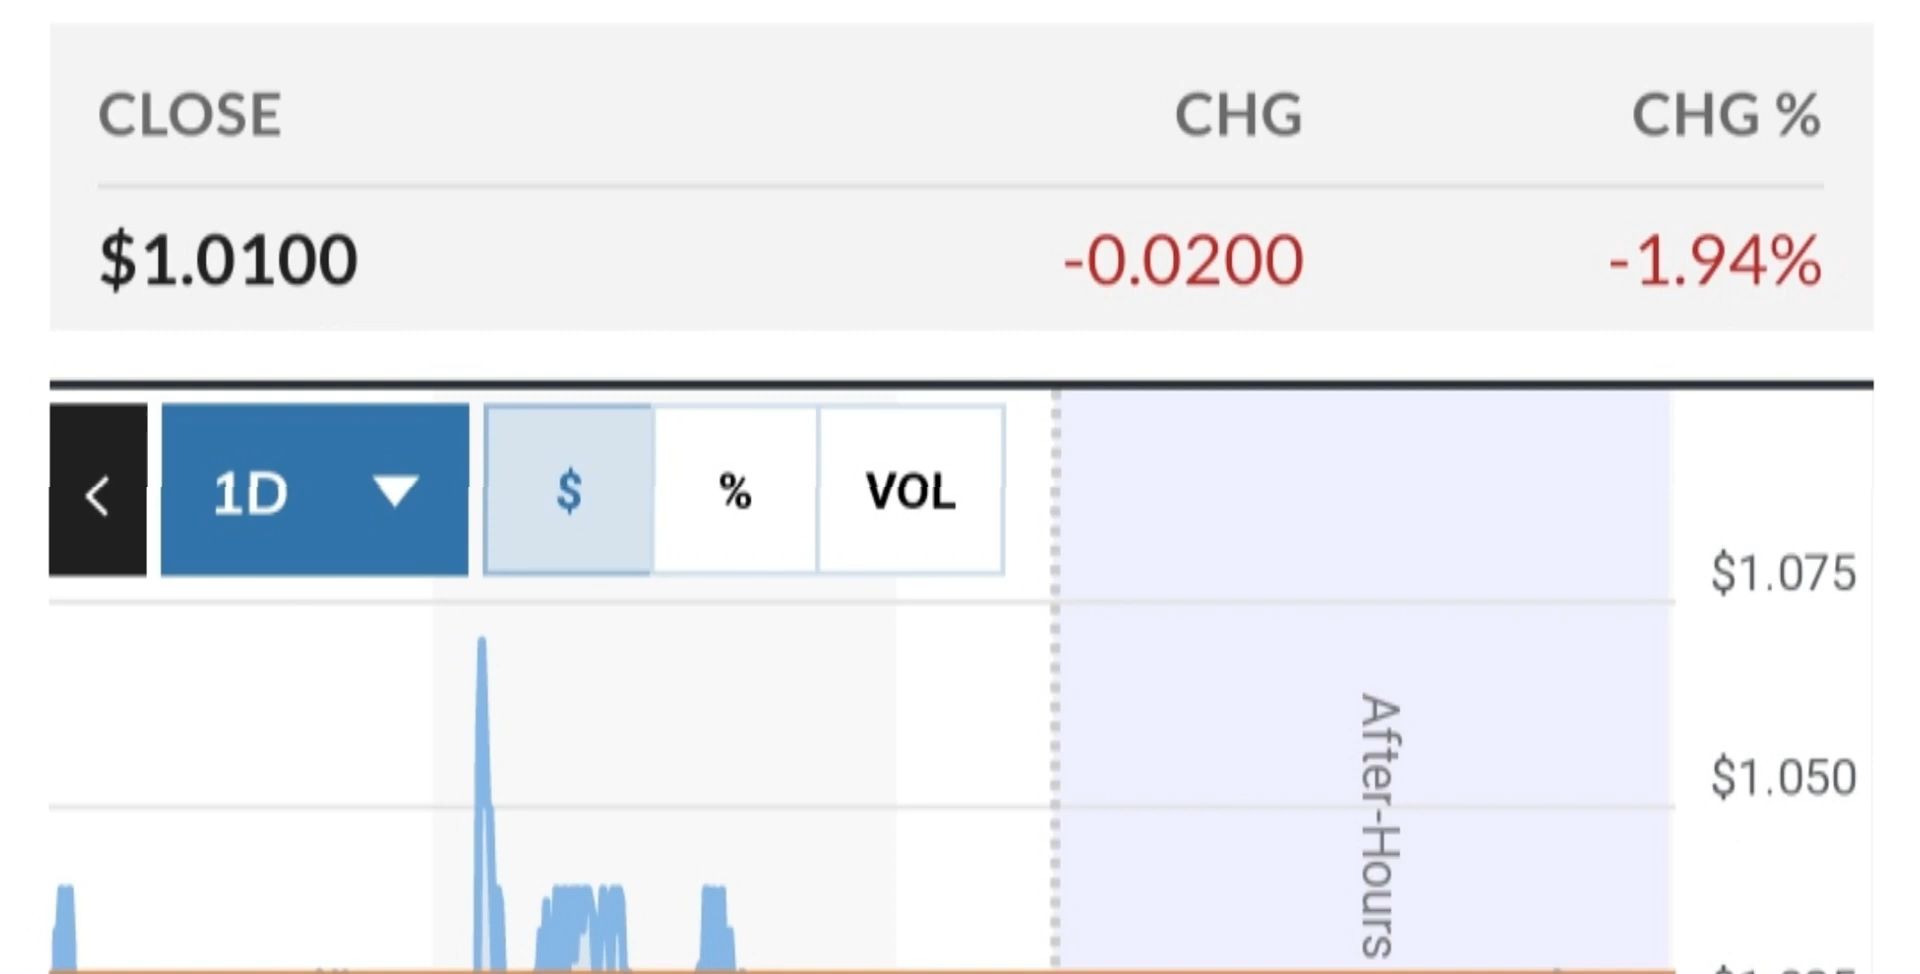 CLOSE CHG CHG %
$1.0100 -0.0200 -1.94%
1D $ % VOL
$1.075
$1.050
After-Hours